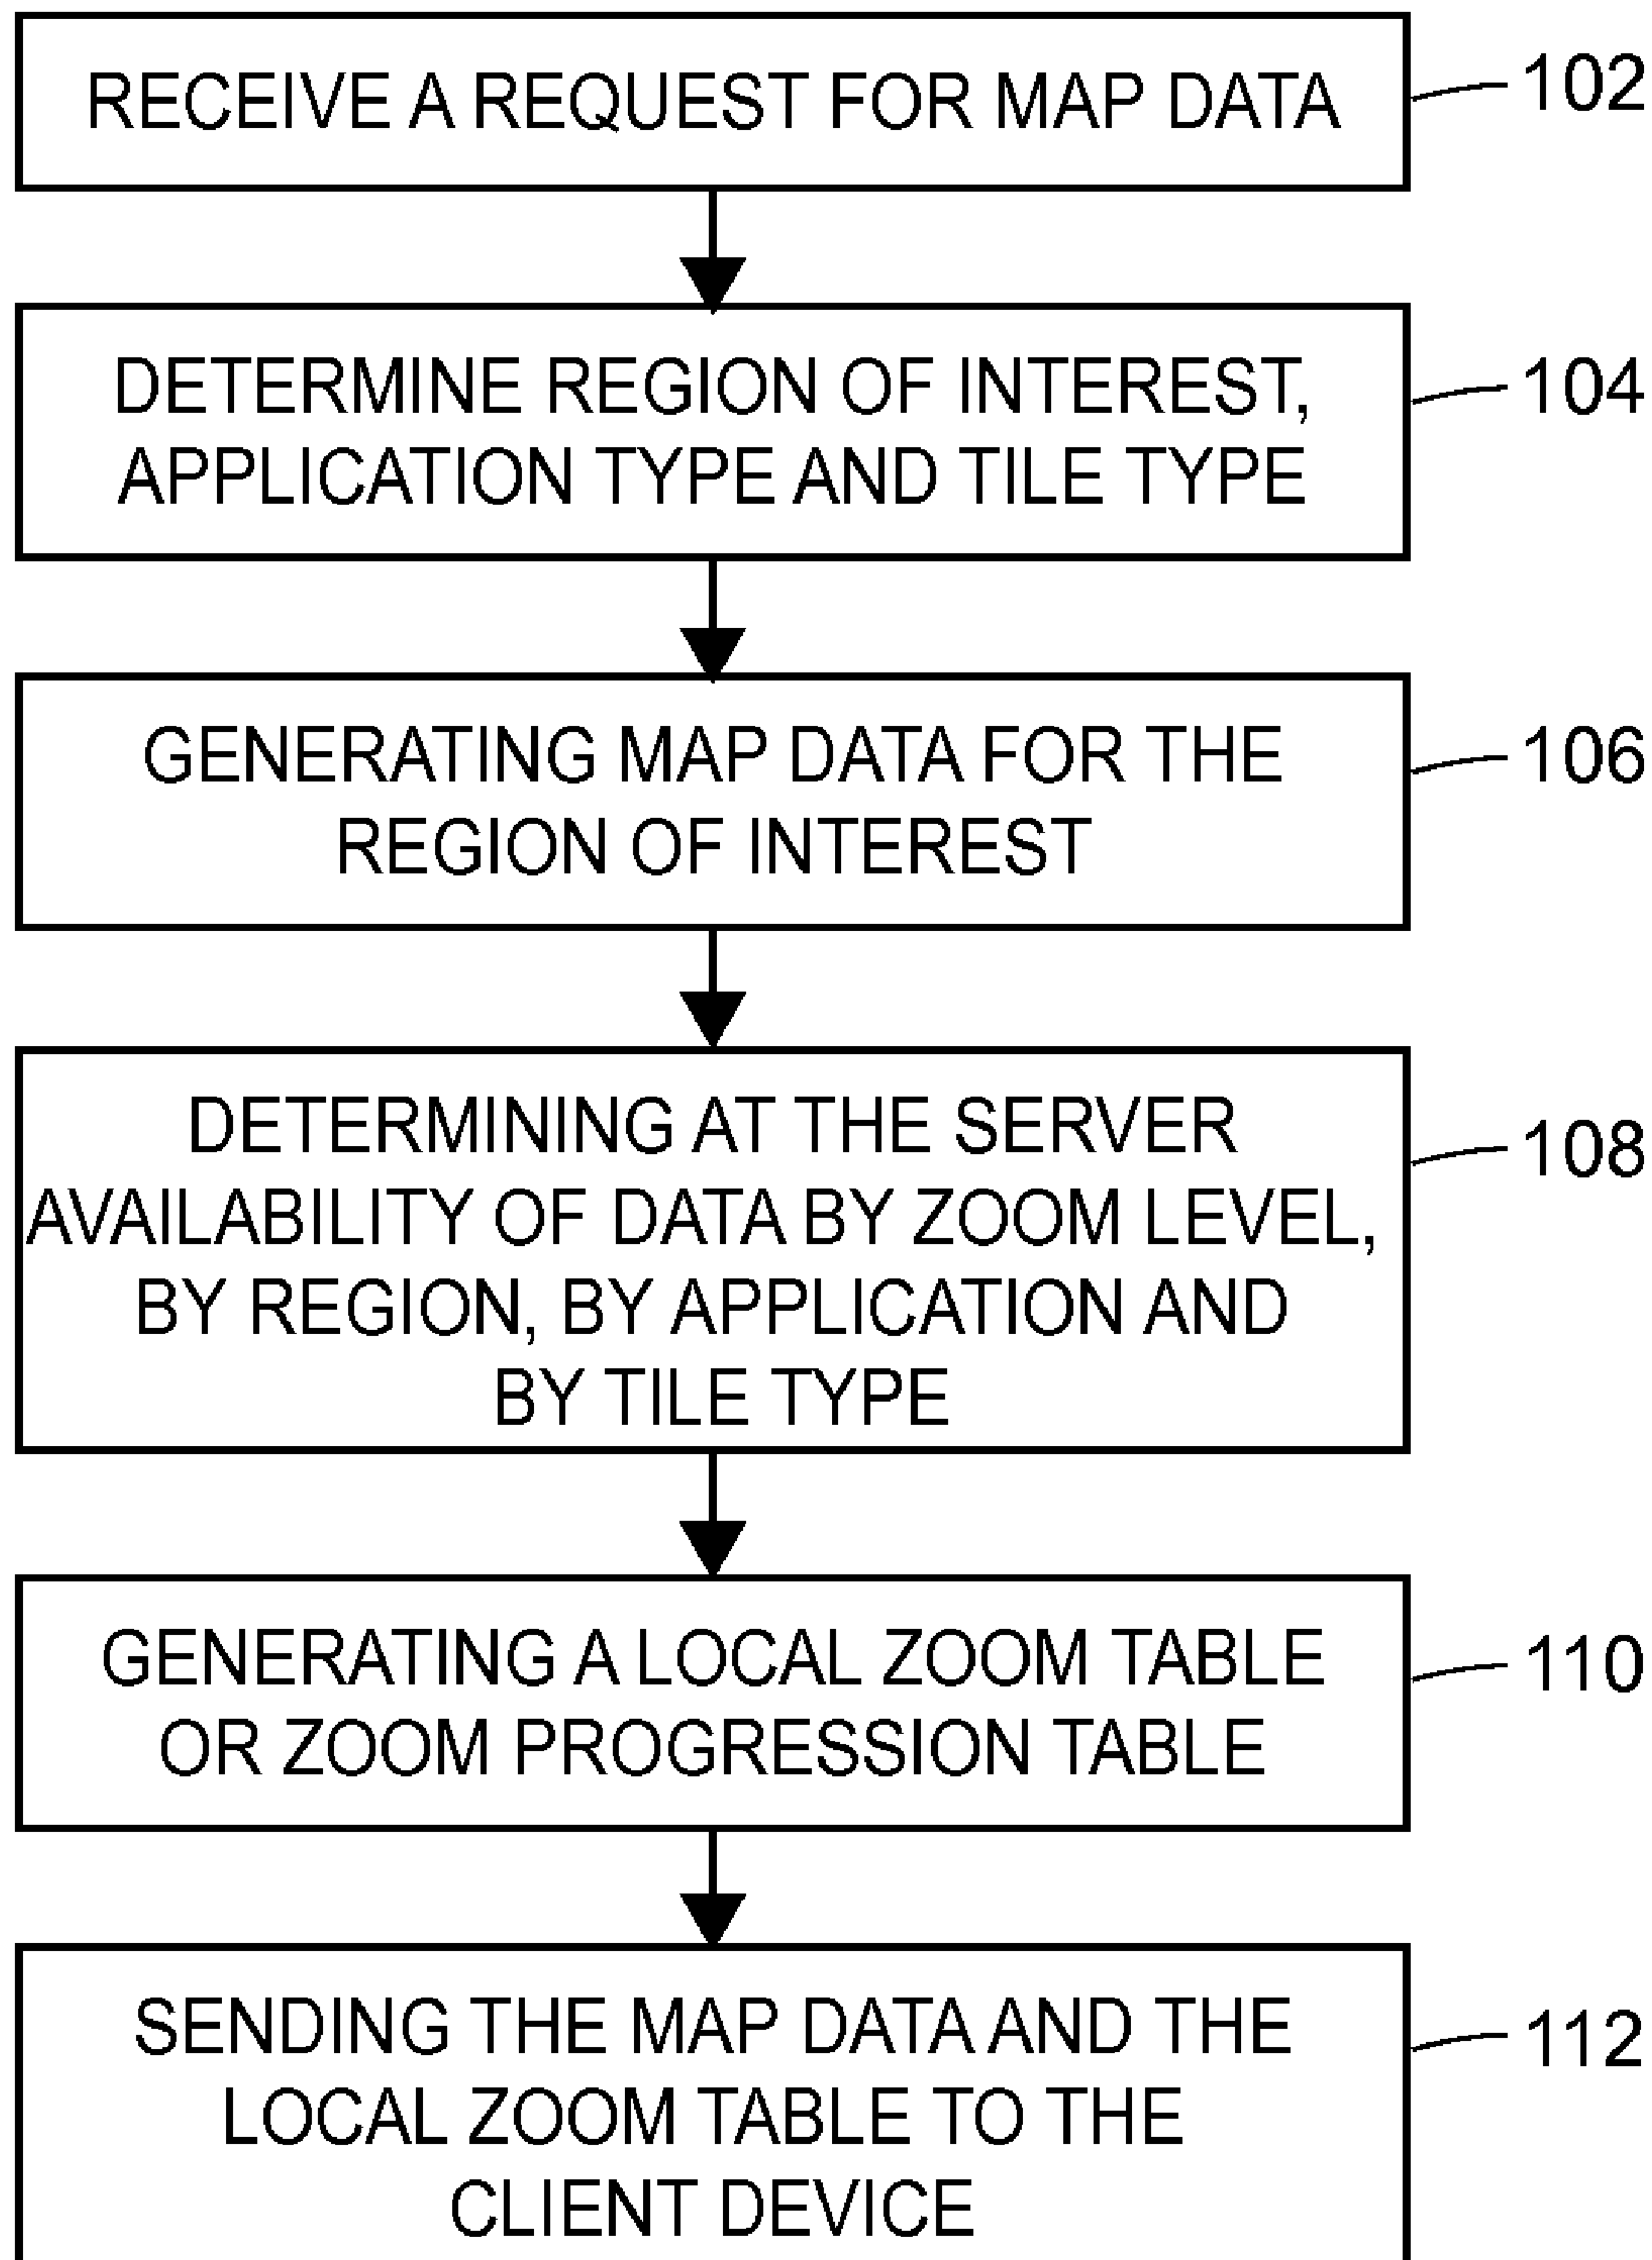 RECEIVE A REQUEST FOR MAP DATA
102
DETERMINE REGION OF INTEREST,
APPLICATION TYPE AND TILE TYPE
104
GENERATING MAP DATA FOR THE
REGION OF INTEREST
106
DETERMINING AT THE SERVER
AVAILABILITY OF DATA BY ZOOM LEVEL,
BY REGION, BY APPLICATION AND
BY TILE TYPE
108
GENERATING A LOCAL ZOOM TABLE
OR ZOOM PROGRESSION TABLE
110
SENDING THE MAP DATA AND THE
LOCAL ZOOM TABLE TO THE
CLIENT DEVICE
112